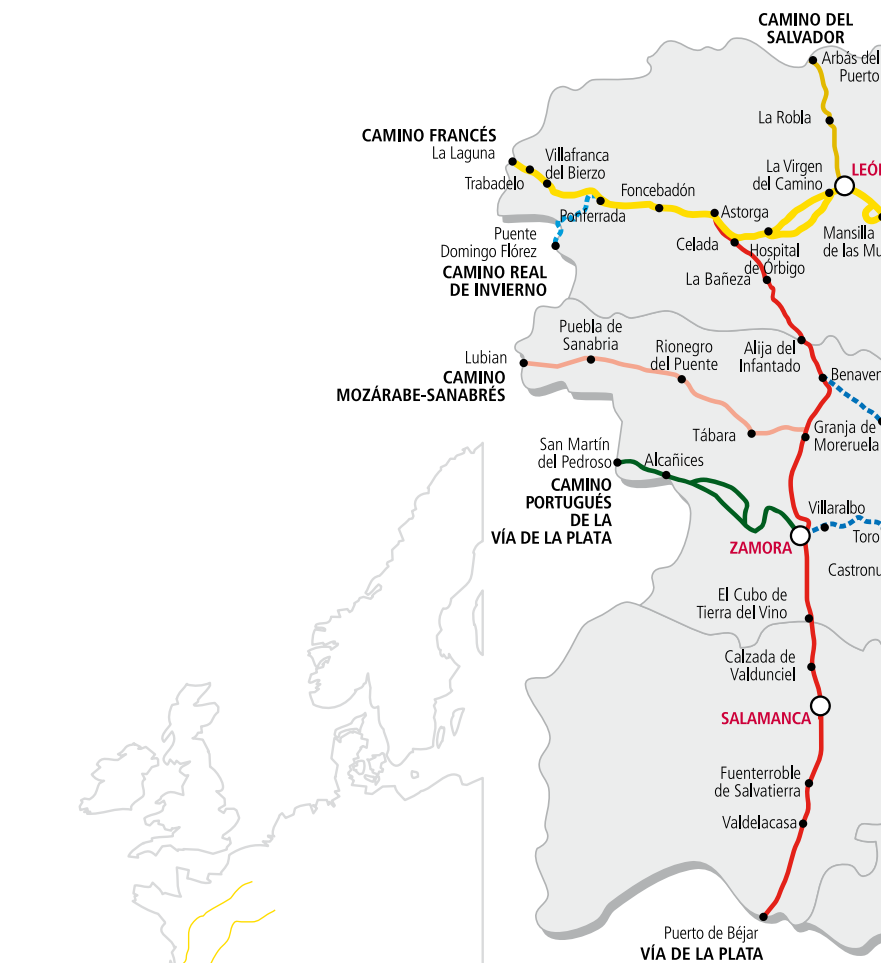 CAMINO DEL
SALVADOR
Arbás del
Puerto
La Robla
CAMINO FRANCÉS
La Laguna
Villafranca
del Bierzo
Trabadelo
Foncebadón
Ponferrada
La Virgen
del Camino
LEÓ
Astorga
Puente
Domingo Flórez
CAMINO REAL
DE INVIERNO
Celada
Hospital
de Órbigo
Mansilla
de las Mu
La Bañeza
Puebla de
Sanabria
Lubian
CAMINO
MOZÁRABE-SANABRÉS
Rionegro
del Puente
Alija del
Infantado
Benaven
Tábara
Granja de
Moreruela
San Martín
del Pedroso
Alcañices
CAMINO
PORTUGUÉS
DE LA
VÍA DE LA PLATA
Villaralbo
Toro
ZAMORA
Castronu
El Cubo de
Tierra del Vino
Calzada de
Valdunciel
SALAMANCA
Fuenterroble
de Salvatierra
Valdelacasa
Puerto de Béjar
VÍA DE LA PLATA